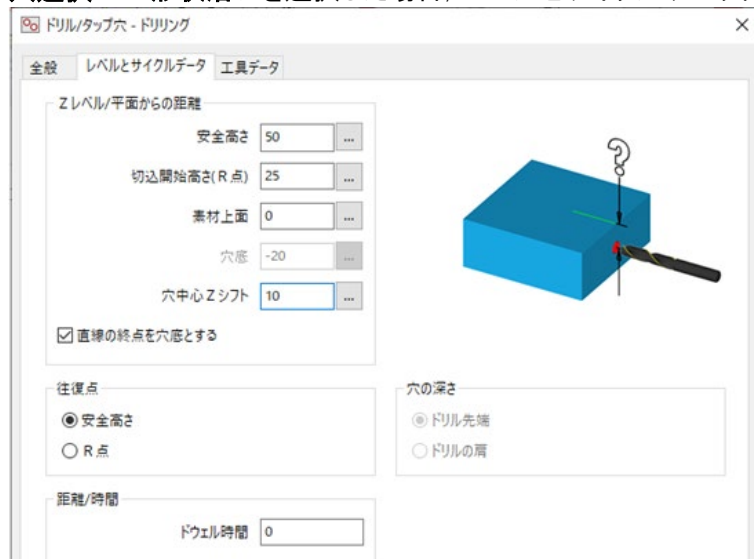 ドリル/タップ穴 - ドリリング
全般 レベルとサイクルデータ 工具データ
Zレベル/平面からの距離
安全高さ 50 ...
切込開始高さ(R点) 25 ...
素材上面 0 ...
穴底 -20 ...
穴中心Zシフト 10 ...
直線の終点を穴底とする
往復点
安全高さ
R点
穴の深さ
ドリル先端
ドリルの肩
距離/時間
ドウェル時間 0